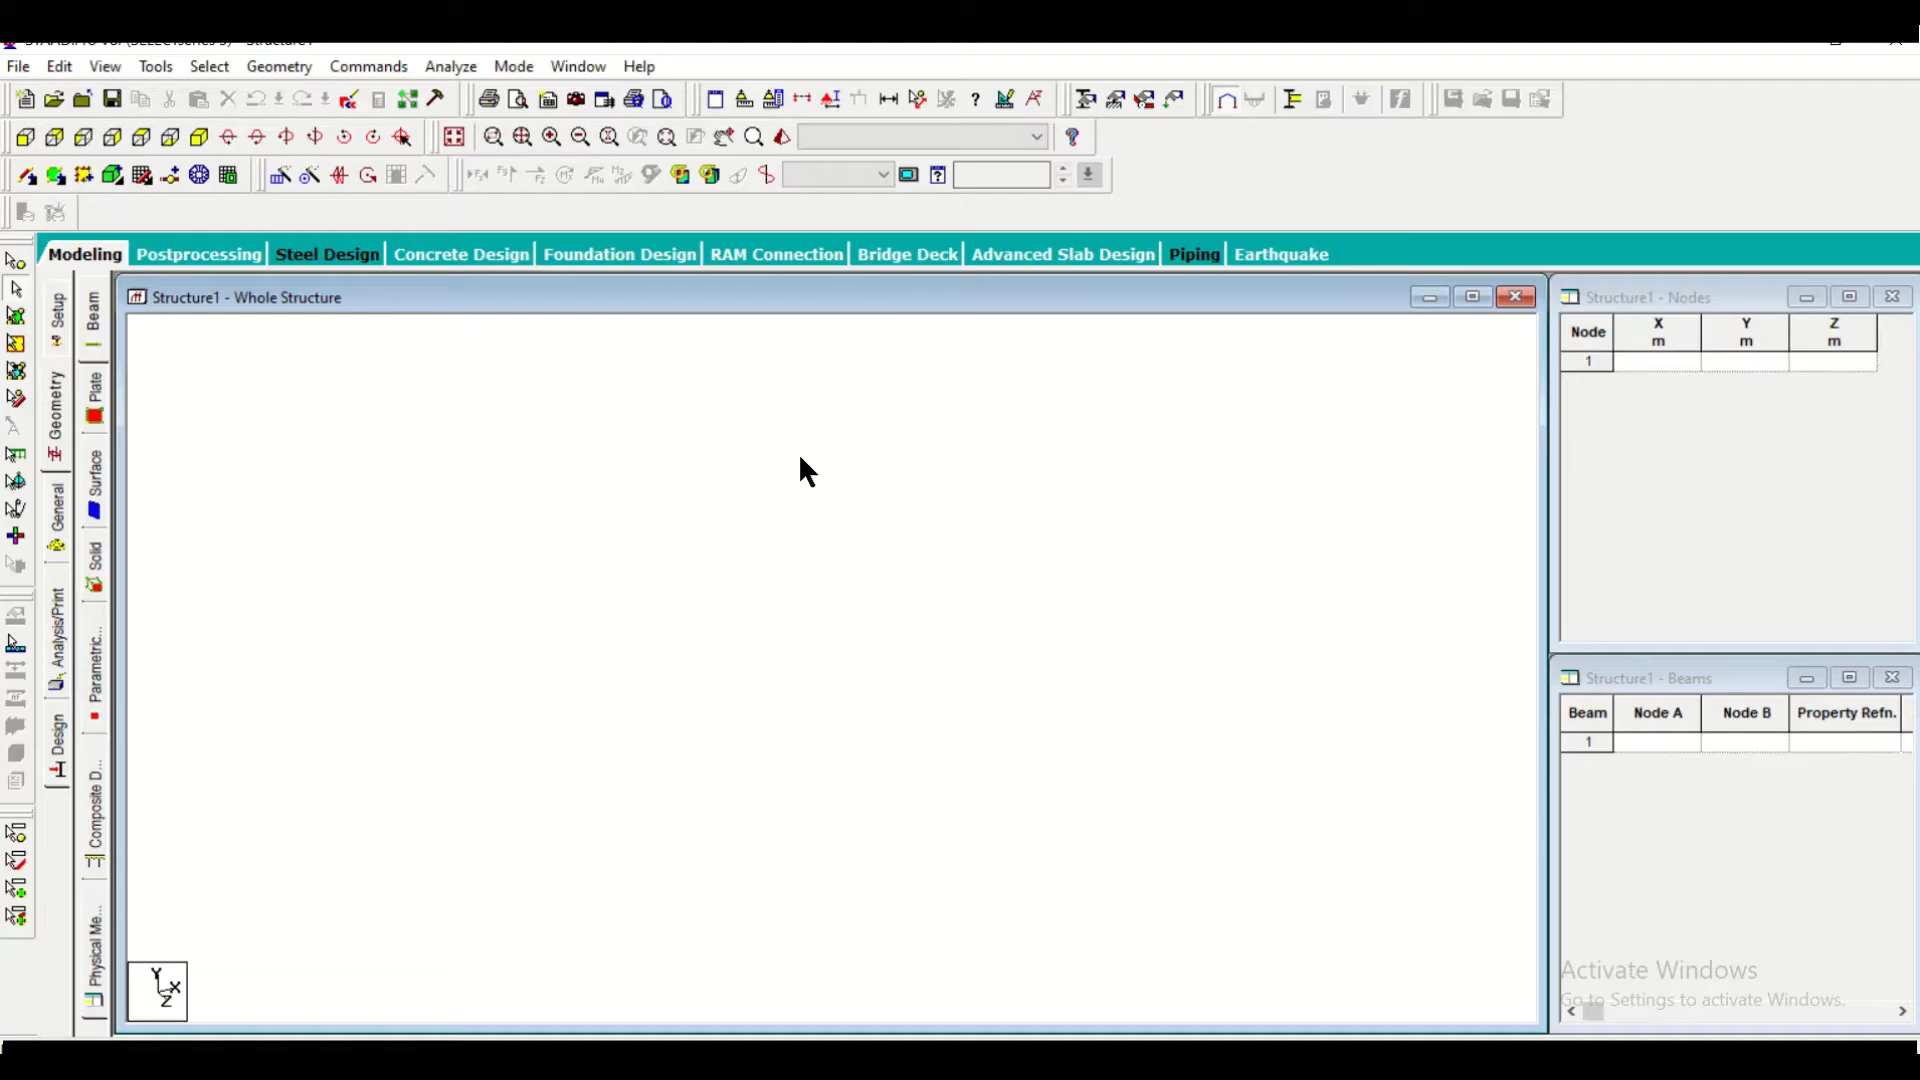 File Edit View Tools Select Geometry Commands Analyze Mode Window Help
Modeling Postprocessing Steel Design Concrete Design Foundation Design RAM Connection Bridge Deck Advanced Slab Design Piping Earthquake
Setup
Geometry
General
Analysis/Print
Design
Beam
Plate
Surface
Solid
Parametric...
Composite D...
Physical Me...
Structure1 - Whole Structure
Y
X
Z
Structure1 - Nodes
Node X m Y m Z m
1
Structure1 - Beams
Beam Node A Node B Property Refn.
1
Activate Windows
Go to Settings to activate Windows.